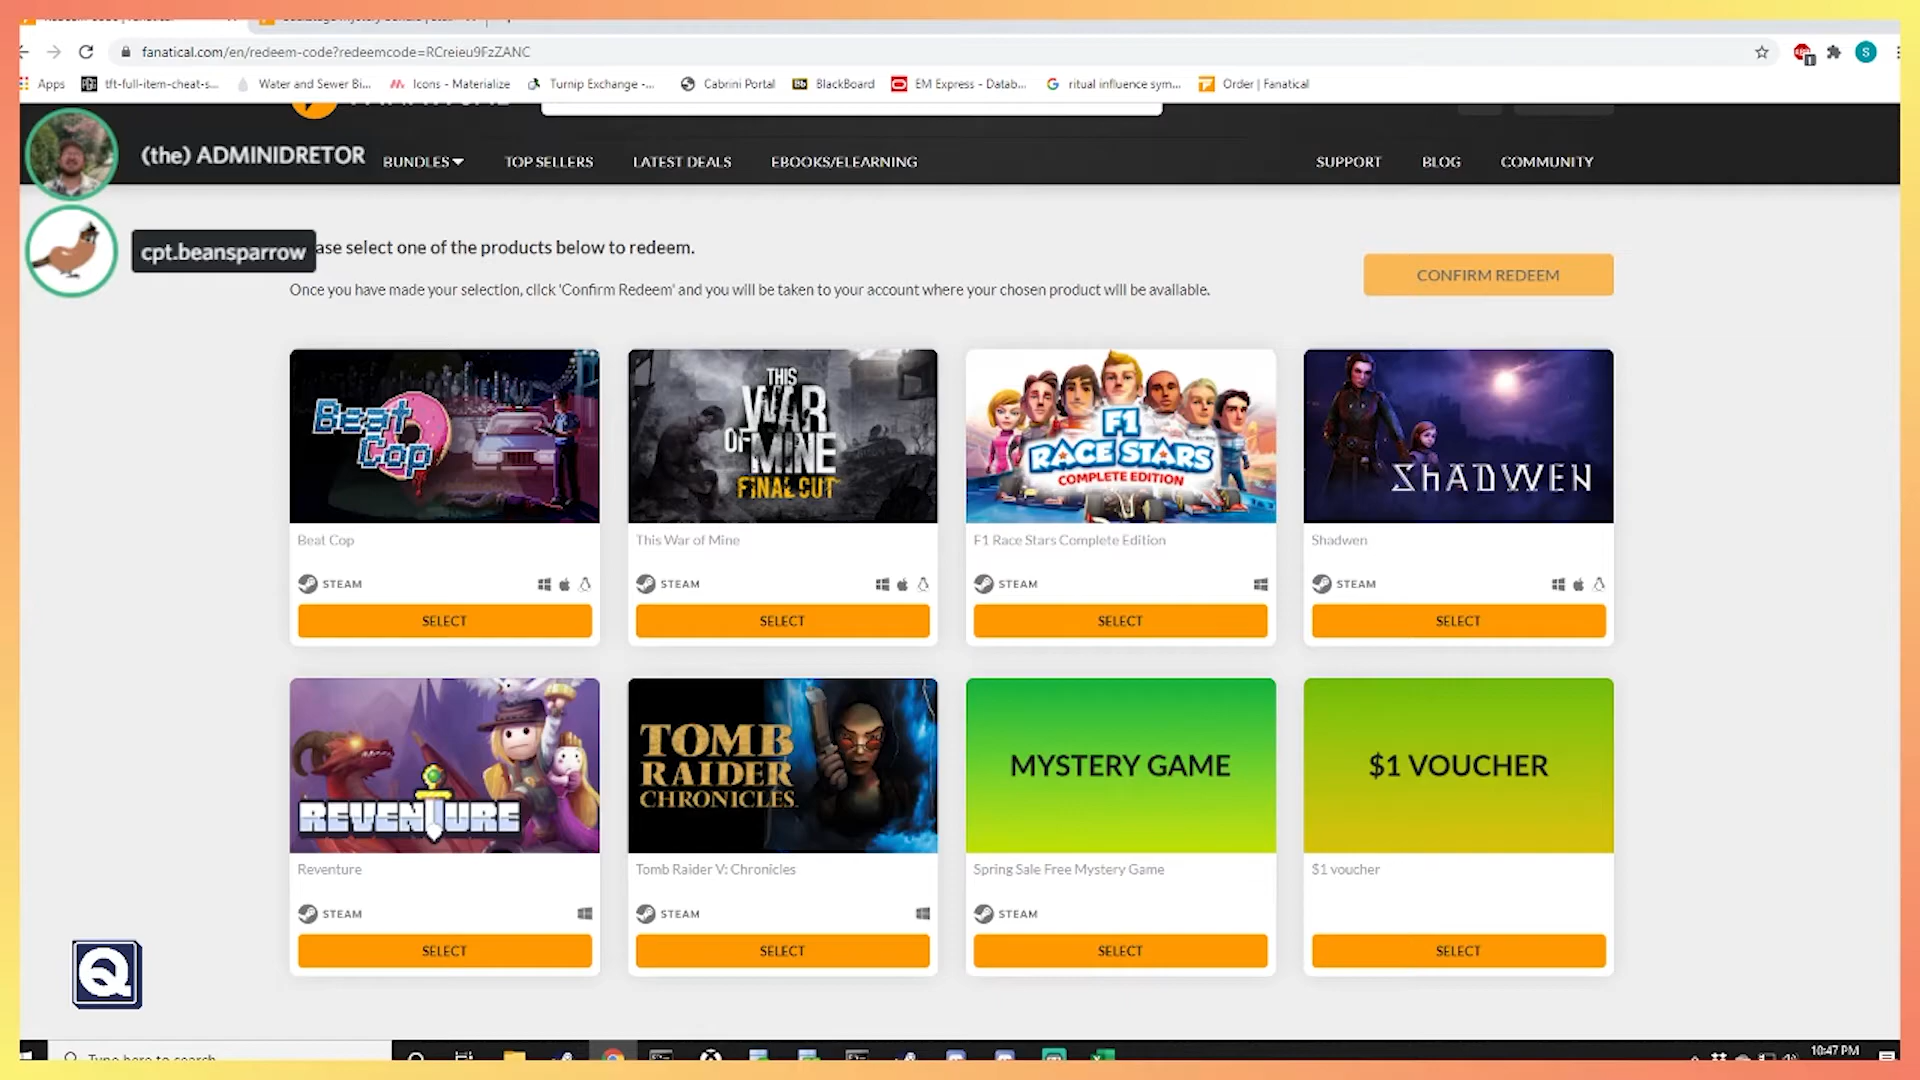 fanatical.com/en/redeem-code?redeemcode=RCreieu9FzZANC
Apps
tft-full-item-cheat-s...
Water and Sewer Bi...
Icons - Materialize
Turnip Exchange -...
Cabrini Portal
Bb
BlackBoard
EM Express - Datab...
ritual influence sym...
Order | Fanatical
S
(the) ADMINIDRETOR
BUNDLES
TOP SELLERS
LATEST DEALS
EBOOKS/ELEARNING
SUPPORT
BLOG
COMMUNITY
cpt.beansparrow
ase select one of the products below to redeem.
Once you have made your selection, click 'Confirm Redeem' and you will be taken to your account where your chosen product will be available.
CONFIRM REDEEM
Beat
Cop
THIS
WAR
OF MINE
FINAL CUT
F1
RACE STARS
COMPLETE EDITION
SHADWEN
Beat Cop
This War of Mine
F1 Race Stars Complete Edition
Shadwen
STEAM
STEAM
STEAM
STEAM
SELECT
SELECT
SELECT
SELECT
REVENTURE
TOMB
RAIDER
CHRONICLES
MYSTERY GAME
$1 VOUCHER
Reventure
Tomb Raider V: Chronicles
Spring Sale Free Mystery Game
$1 voucher
STEAM
STEAM
STEAM
SELECT
SELECT
SELECT
SELECT
Q
Type here to search
10:47 PM